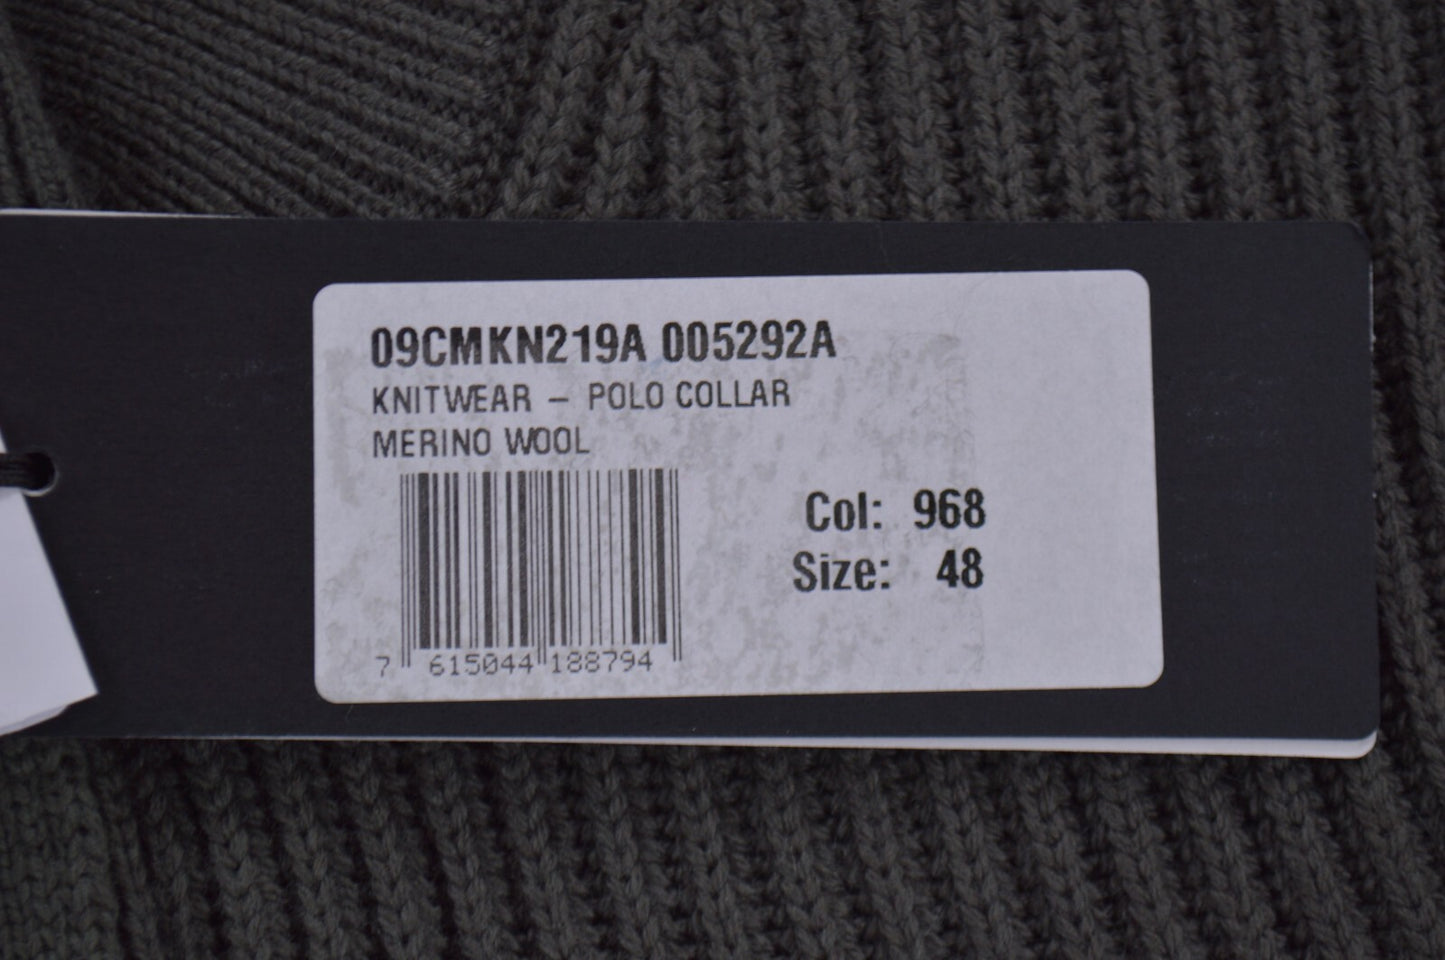 09CMKN219A 005292A
KNITWEAR – POLO COLLAR
MERINO WOOL
Col: 968
Size: 48
7 615044 188794